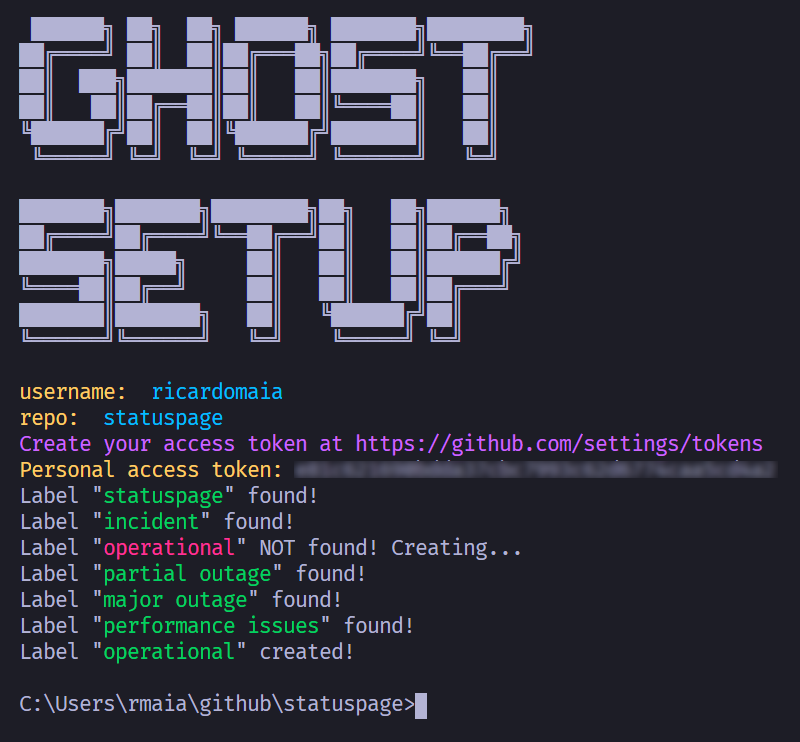 GHOST
SETUP
username:  ricardomaia
repo:  statuspage
Create your access token at https://github.com/settings/tokens
Personal access token:
Label "statuspage" found!
Label "incident" found!
Label "operational" NOT found! Creating...
Label "partial outage" found!
Label "major outage" found!
Label "performance issues" found!
Label "operational" created!
C:\Users\rmaia\github\statuspage>